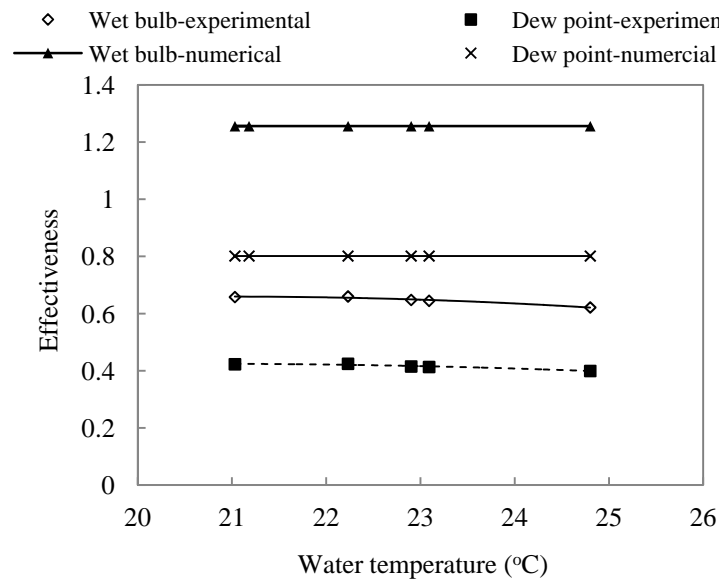 Wet bulb-experimental
Dew point-experimen
Wet bulb-numerical
Dew point-numercial
1.4
1.2
1
0.8
0.6
0.4
0.2
0
Effectiveness
20 21 22 23 24 25 26
Water temperature (°C)